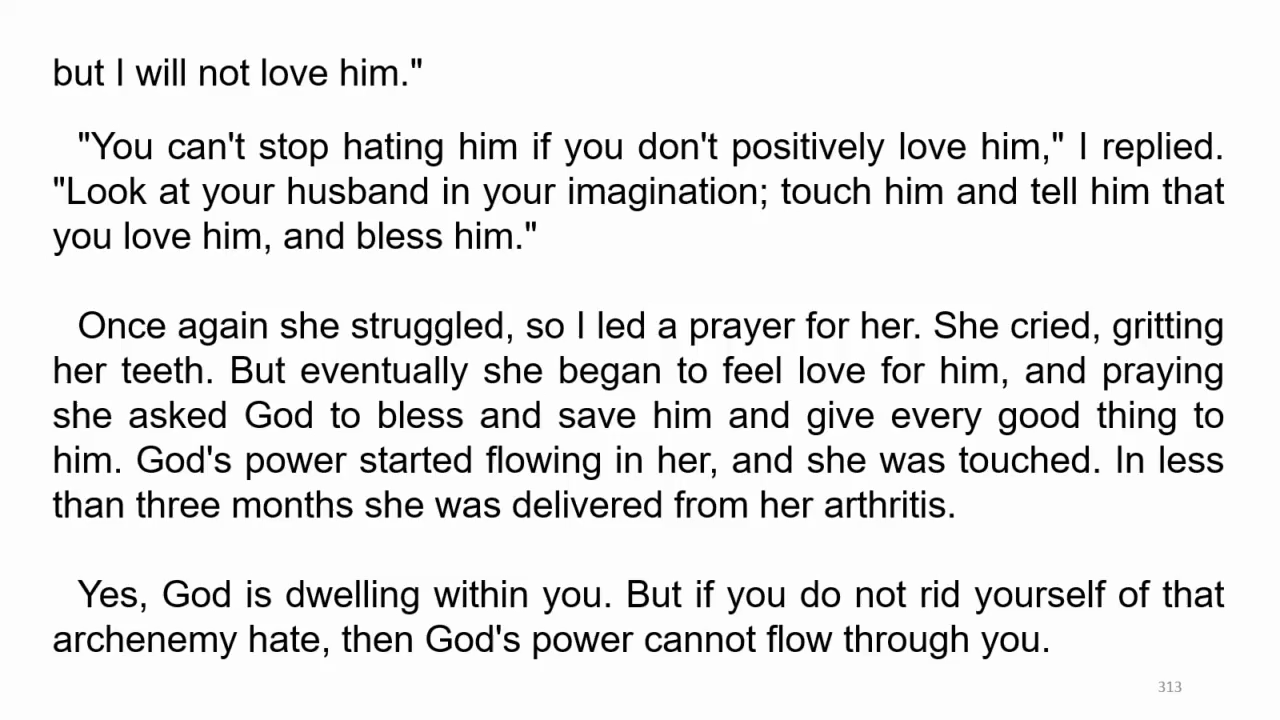 but I will not love him."
"You can't stop hating him if you don't positively love him," I replied.
"Look at your husband in your imagination; touch him and tell him that
you love him, and bless him."
Once again she struggled, so I led a prayer for her. She cried, gritting
her teeth. But eventually she began to feel love for him, and praying
she asked God to bless and save him and give every good thing to
him. God's power started flowing in her, and she was touched. In less
than three months she was delivered from her arthritis.
Yes, God is dwelling within you. But if you do not rid yourself of that
archenemy hate, then God's power cannot flow through you.
313